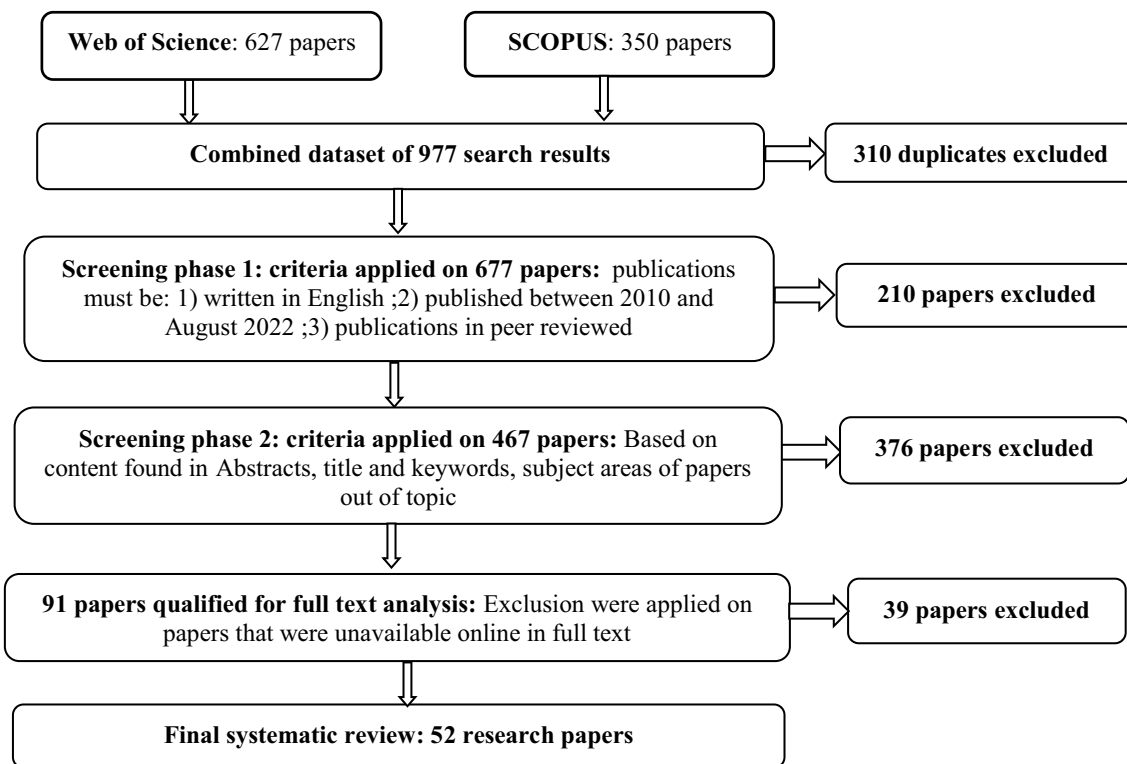 Web of Science: 627 papers
SCOPUS: 350 papers
Combined dataset of 977 search results
310 duplicates excluded
Screening phase 1: criteria applied on 677 papers: publications
must be: 1) written in English ;2) published between 2010 and
August 2022 ;3) publications in peer reviewed
210 papers excluded
Screening phase 2: criteria applied on 467 papers: Based on
content found in Abstracts, title and keywords, subject areas of papers
out of topic
376 papers excluded
91 papers qualified for full text analysis: Exclusion were applied on
papers that were unavailable online in full text
39 papers excluded
Final systematic review: 52 research papers